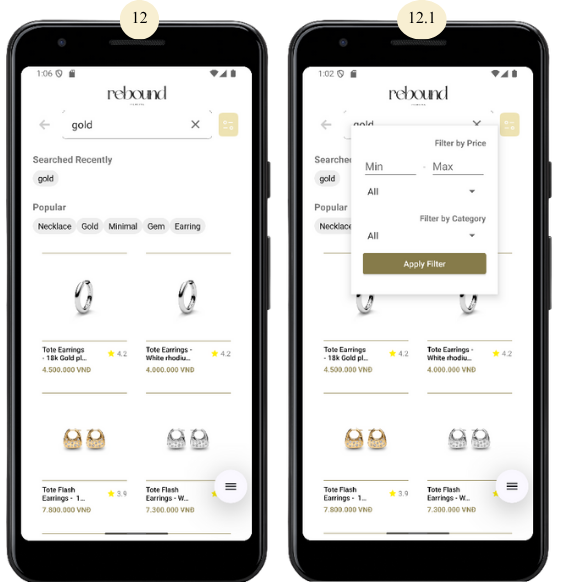 12
1:06
rebound
gold
Searched Recently
gold
Popular
Necklace Gold Minimal Gem Earring
Tote Earrings
- 18k Gold pl...
4.2
4.500.000 VNĐ
Tote Earrings -
White rhodiu...
4.2
4.000.000 VNĐ
Tote Flash
Earrings - 1...
3.9
7.800.000 VNĐ
Tote Flash
Earrings - W...
7.300.000 VNĐ
12.1
1:02
rebound
gold
Filter by Price
Min - Max
All
Filter by Category
All
Apply Filter
Searche
gold
Popular
Necklac
Tote Earrings
- 18k Gold pl...
4.2
4.500.000 VNĐ
Tote Earrings -
White rhodiu...
4.2
4.000.000 VNĐ
Tote Flash
Earrings - 1...
3.9
7.800.000 VNĐ
Tote Flash
Earrings - W...
7.300.000 VNĐ